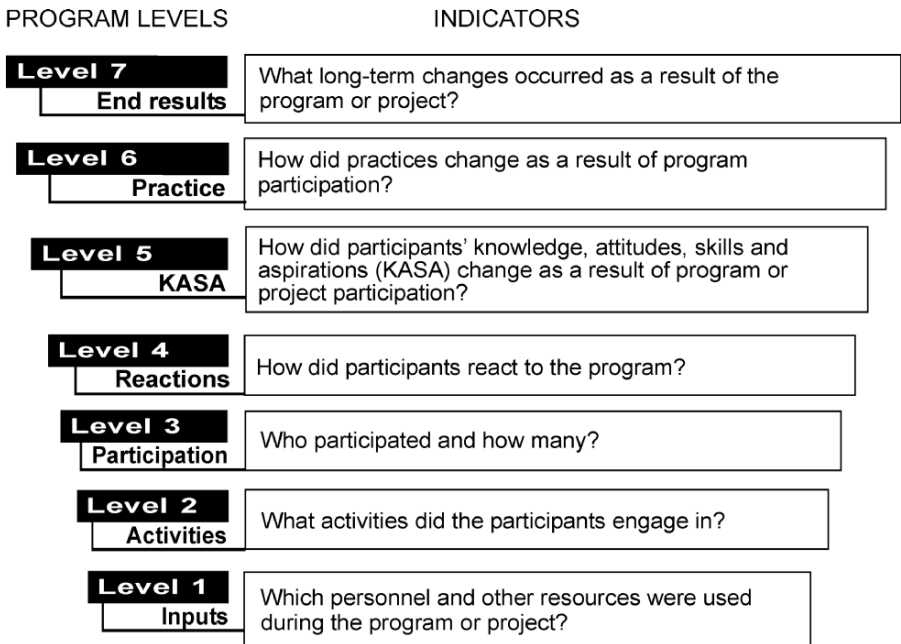 PROGRAM LEVELS INDICATORS
Level 7
End results
What long-term changes occurred as a result of the
program or project?
Level 6
Practice
How did practices change as a result of program
participation?
Level 5
KASA
How did participants’ knowledge, attitudes, skills and
aspirations (KASA) change as a result of program or
project participation?
Level 4
Reactions
How did participants react to the program?
Level 3
Participation
Who participated and how many?
Level 2
Activities
What activities did the participants engage in?
Level 1
Inputs
Which personnel and other resources were used
during the program or project?